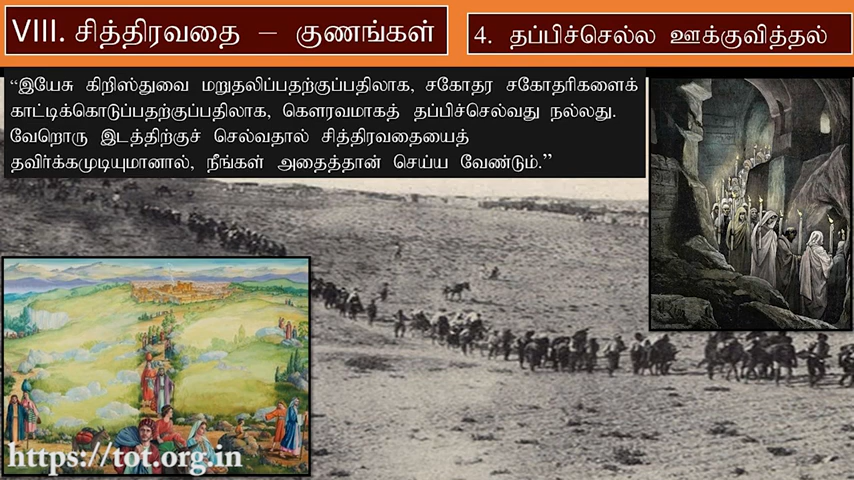 VIII. சித்திரவதை – குணங்கள்
4. தப்பிச்செல்ல ஊக்குவித்தல்
“இயேசு கிறிஸ்துவை மறுதலிப்பதற்குப்பதிலாக, சகோதர சகோதரிகளைக்
காட்டிக்கொடுப்பதற்குப்பதிலாக, கௌரவமாகத் தப்பிச்செல்வது நல்லது.
வேறொரு இடத்திற்குச் செல்வதால் சித்திரவதையைத்
தவிர்க்கமுடியுமானால், நீங்கள் அதைத்தான் செய்ய வேண்டும்.”
https://tot.org.in